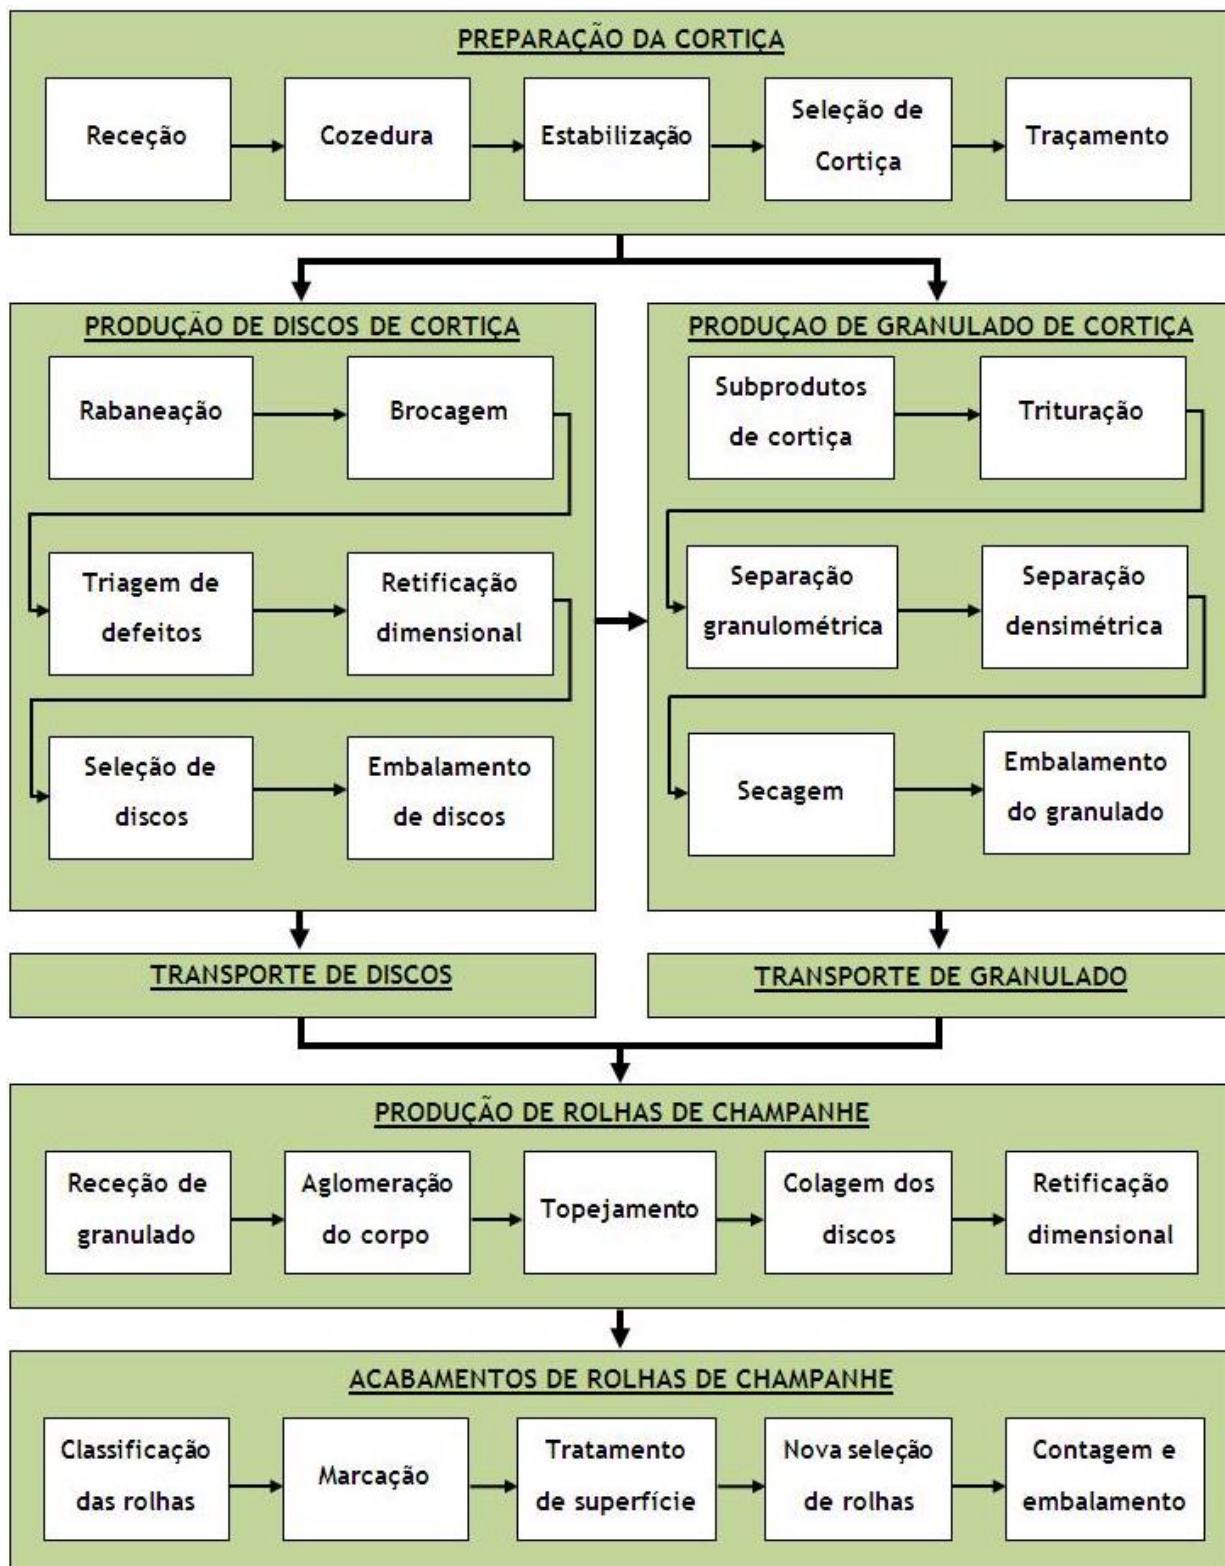 PREPARAÇÃO DA CORTIÇA
Receção
Cozedura
Estabilização
Seleção de
Cortiça
Traçamento
PRODUÇÃO DE DISCOS DE CORTIÇA
Rabaneação
Brocagem
Triagem de
defeitos
Retificação
dimensional
Seleção de
discos
Embalamento
de discos
PRODUÇAO DE GRANULADO DE CORTIÇA
Subprodutos
de cortiça
Trituração
Separação
granulométrica
Separação
densimétrica
Secagem
Embalamento
do granulado
TRANSPORTE DE DISCOS
TRANSPORTE DE GRANULADO
PRODUÇÃO DE ROLHAS DE CHAMPANHE
Receção de
granulado
Aglomeração
do corpo
Topejamento
Colagem dos
discos
Retificação
dimensional
ACABAMENTOS DE ROLHAS DE CHAMPANHE
Classificação
das rolhas
Marcação
Tratamento
de superfície
Nova seleção
de rolhas
Contagem e
embalamento